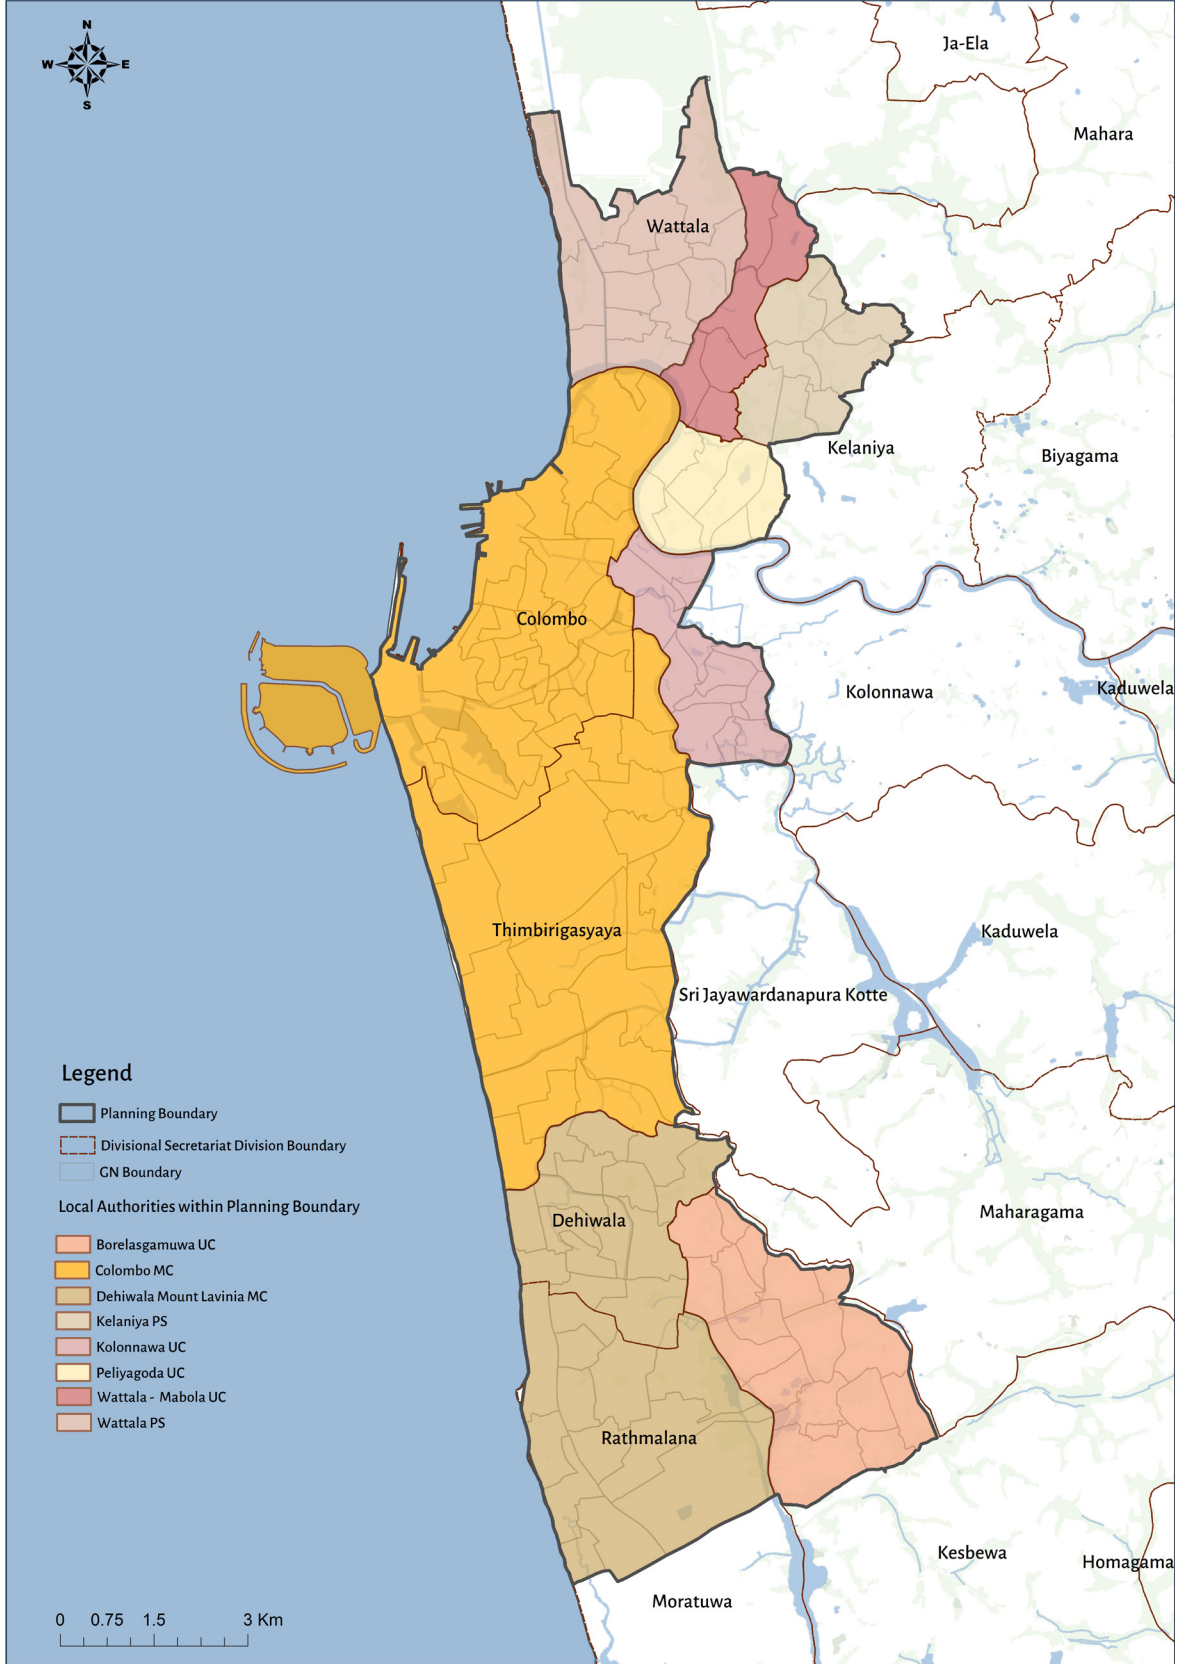 N
W E
S
Ja-Ela
Mahara
Wattala
Kelaniya
Biyagama
Colombo
Kolonnawa
Kaduwela
Thimbirigasyaya
Kaduwela
Sri Jayawardanapura Kotte
Maharagama
Dehiwala
Rathmalana
Kesbewa
Homagama
Moratuwa
Legend
Planning Boundary
Divisional Secretariat Division Boundary
GN Boundary
Local Authorities within Planning Boundary
Borelasgamuwa UC
Colombo MC
Dehiwala Mount Lavinia MC
Kelaniya PS
Kolonnawa UC
Peliyagoda UC
Wattala - Mabola UC
Wattala PS
0 0.75 1.5 3 Km